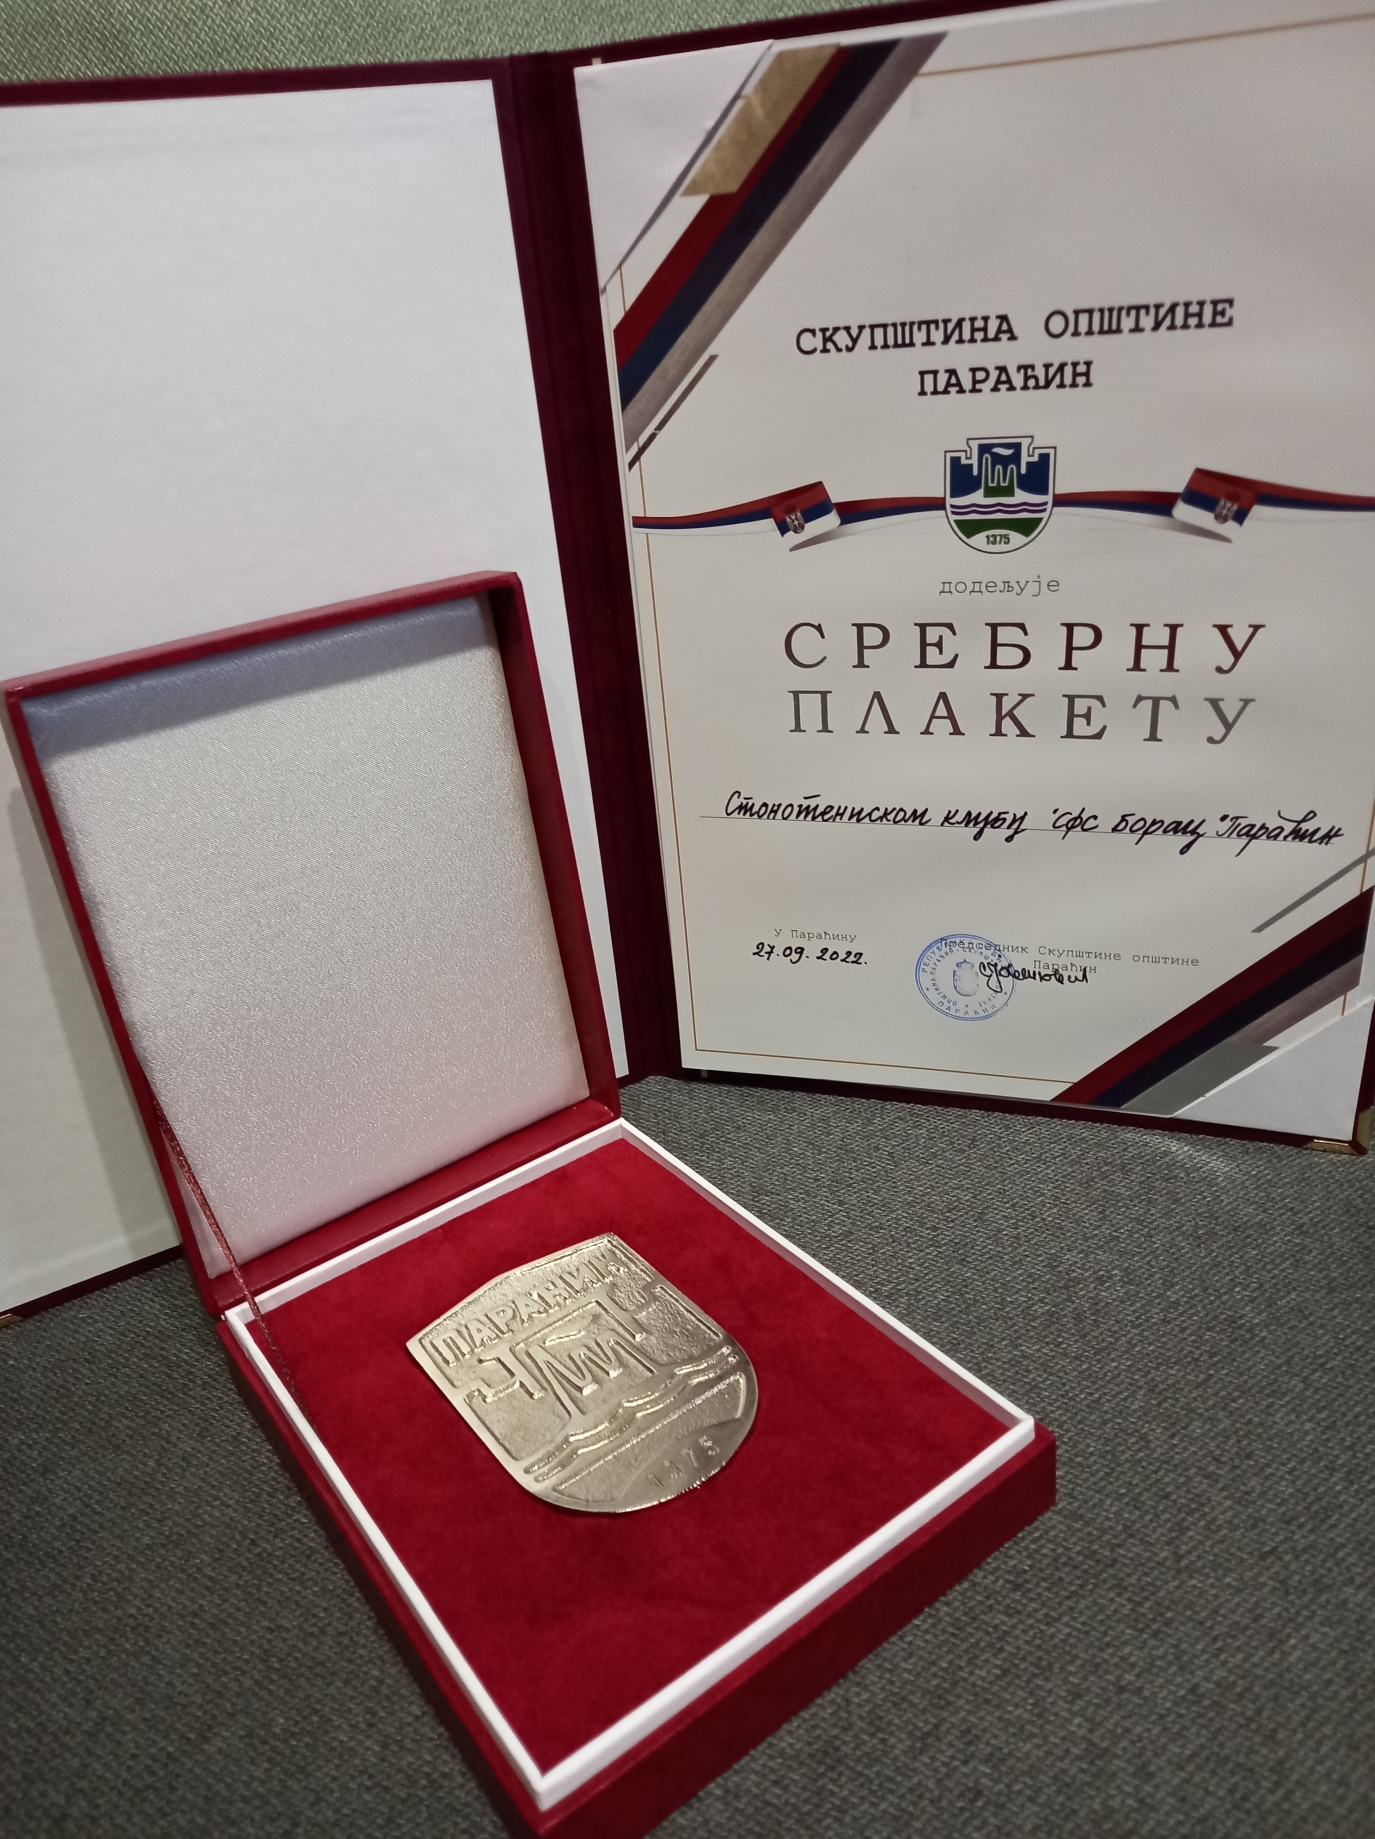 СКУПШТИНА ОПШТИНЕ
ПАРАЋИН
1375
додељује
СРЕБРНУ
ПЛАКЕТУ
Стонотениском клубу "СФС Борац" Параћин
У Параћину
27.09.2022.
Председник Скупштине општине
Параћин
ПАРАЋИН
1375